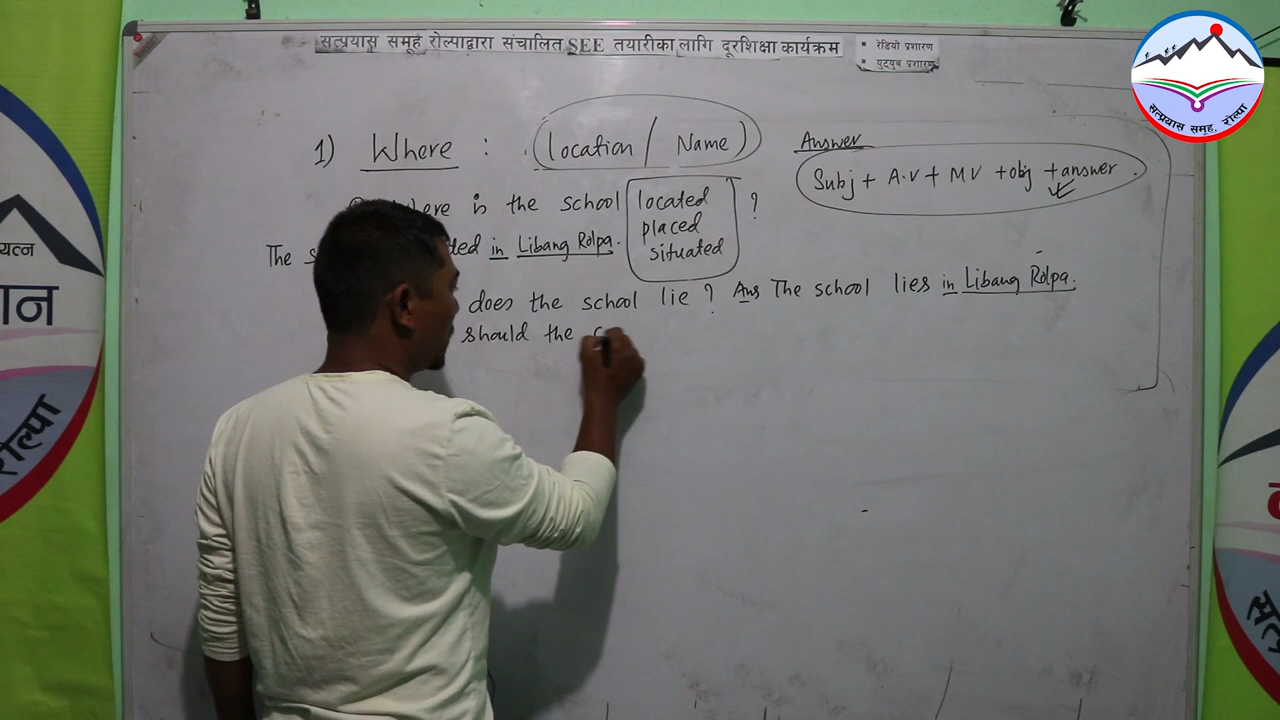 सत्प्रयास समूह रोल्पाद्वारा संचालित SEE तयारीका लागि दूरशिक्षा कार्यक्रम
▪ रेडियो प्रशारण
▪ युट्युब प्रशारण
सत्प्रयास समूह, रोल्पा
1) Where : (location / Name)
Answer
Subj + A.V + MV + obj + answer.
Where is the school located ?
placed
situated
The in Libang Rolpa.
does the school lie ? Ans The school lies in Libang Rolpa.
should the
रोल्पा